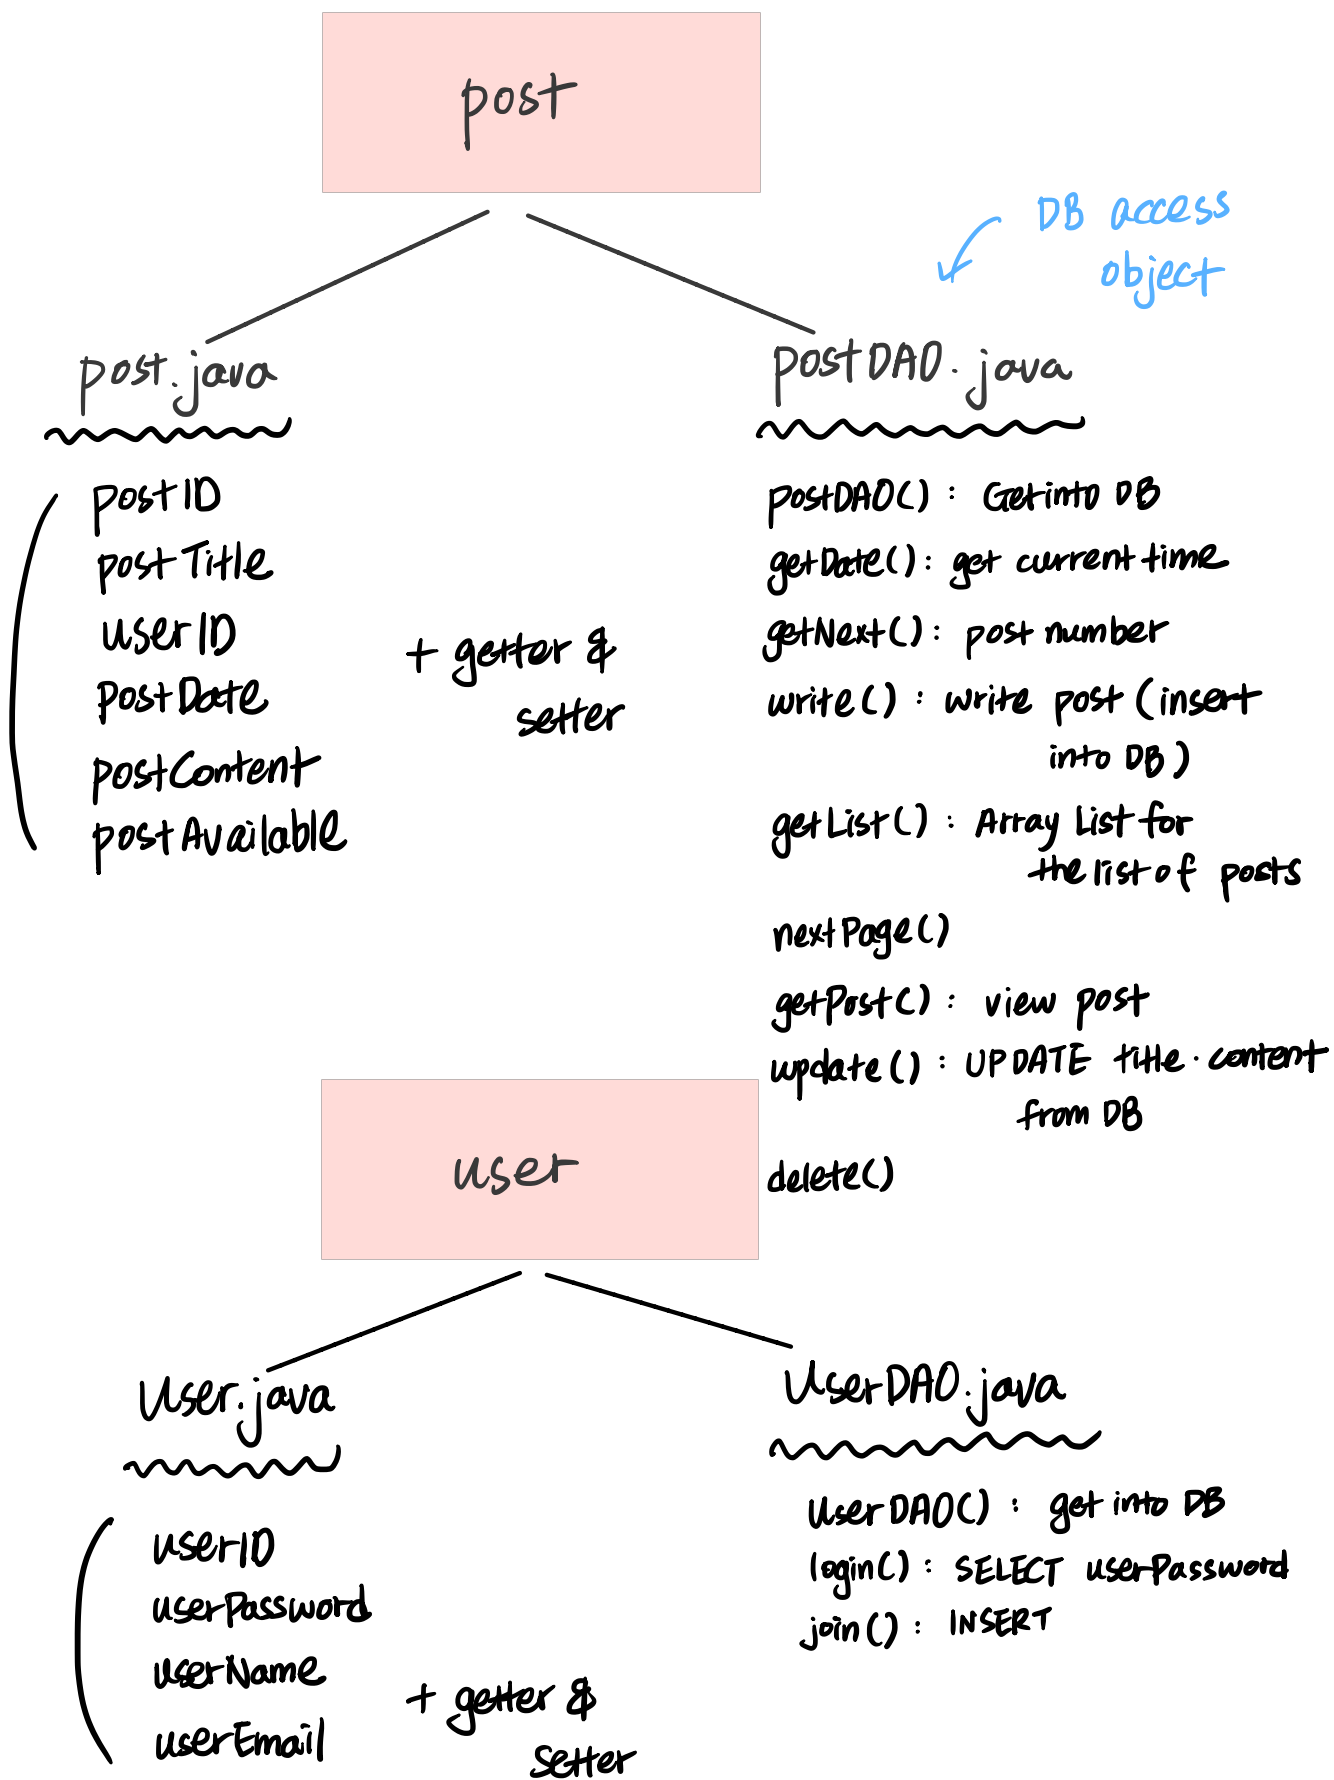 post
DB access
object
post.java
postID
postTitle
userID
postDate
postContent
postAvailable
+ getter &
setter
postDAO.java
postDAO() : Get into DB
getDate() : get current time
getNext() : post number
write() : write post (insert
into DB)
getList() : Array List for
the list of posts
nextPage()
getPost() : view post
update() : UPDATE title · content
from DB
delete()
user
User.java
userID
userPassword
userName
userEmail
+ getter &
setter
UserDAO.java
UserDAO() : get into DB
login() : SELECT userPassword
join() : INSERT